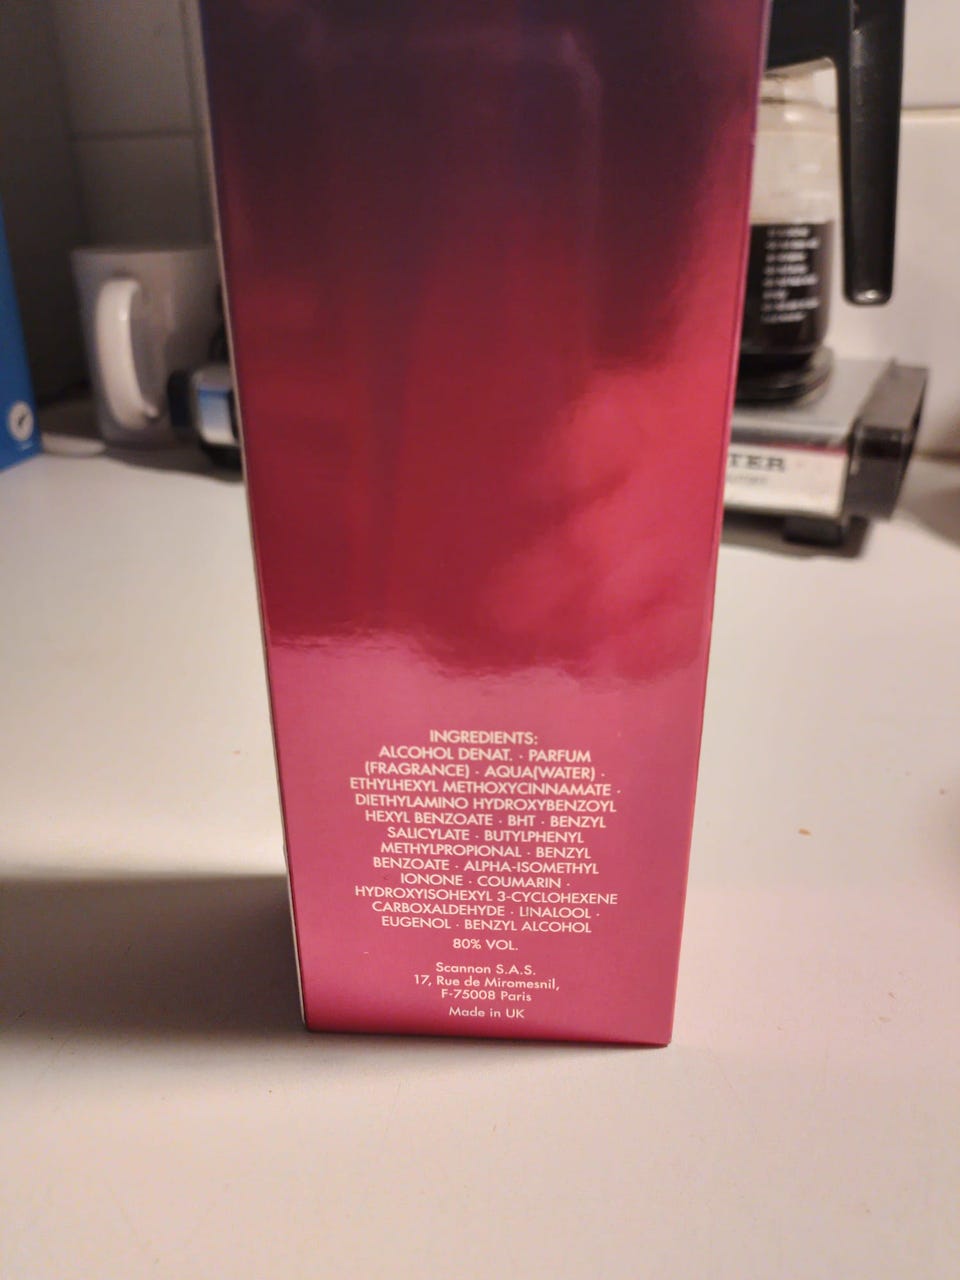 TER
INGREDIENTS:
ALCOHOL DENAT. · PARFUM
(FRAGRANCE) · AQUA(WATER) ·
ETHYLHEXYL METHOXYCINNAMATE ·
DIETHYLAMINO HYDROXYBENZOYL
HEXYL BENZOATE · BHT · BENZYL
SALICYLATE · BUTYLPHENYL
METHYLPROPIONAL · BENZYL
BENZOATE · ALPHA-ISOMETHYL
IONONE · COUMARIN ·
HYDROXYISOHEXYL 3-CYCLOHEXENE
CARBOXALDEHYDE · LINALOOL ·
EUGENOL · BENZYL ALCOHOL
80% VOL.
Scannon S.A.S.
17, Rue de Miromesnil,
F-75008 Paris
Made in UK